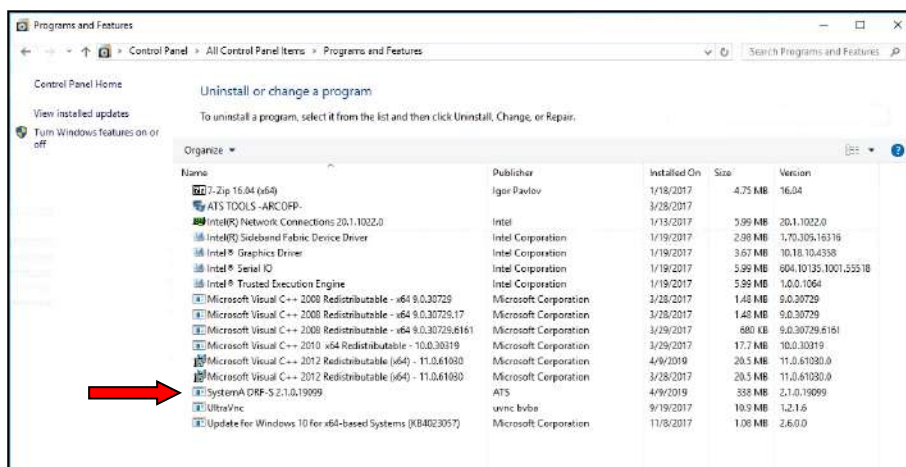 Programs and Features
Control Panel > All Control Panel Items > Programs and Features
Search Programs and Features
Control Panel Home
View installed updates
Turn Windows features on or off
Uninstall or change a program
To uninstall a program, select it from the list and then click Uninstall, Change, or Repair.
Organize
Name Publisher Installed On Size Version
7-Zip 16.04 (x64) Igor Pavlov 1/18/2017 4.75 MB 16.04
ATS TOOLS -ARCOFP- 3/28/2017
Intel(R) Network Connections 20.1.1022.0 Intel 1/13/2017 5.99 MB 20.1.1022.0
Intel(R) Sideband Fabric Device Driver Intel Corporation 1/19/2017 2.98 MB 1.70.305.16316
Intel® Graphics Driver Intel Corporation 1/19/2017 3.67 MB 10.18.10.4358
Intel® Serial IO Intel Corporation 1/19/2017 5.99 MB 604.10135.1001.55518
Intel® Trusted Execution Engine Intel Corporation 1/19/2017 5.99 MB 1.0.0.1064
Microsoft Visual C++ 2008 Redistributable - x64 9.0.30729 Microsoft Corporation 3/28/2017 1.48 MB 9.0.30729
Microsoft Visual C++ 2008 Redistributable - x64 9.0.30729.17 Microsoft Corporation 3/28/2017 1.48 MB 9.0.30729
Microsoft Visual C++ 2008 Redistributable - x64 9.0.30729.6161 Microsoft Corporation 3/29/2017 680 KB 9.0.30729.6161
Microsoft Visual C++ 2010 x64 Redistributable - 10.0.30319 Microsoft Corporation 3/29/2017 17.7 MB 10.0.30319
Microsoft Visual C++ 2012 Redistributable (x64) - 11.0.61030 Microsoft Corporation 4/9/2019 20.5 MB 11.0.61030.0
Microsoft Visual C++ 2012 Redistributable (x64) - 11.0.61030 Microsoft Corporation 3/28/2017 20.5 MB 11.0.61030.0
SystemA DRF-S 2.1.0.19099 ATS 4/9/2019 338 MB 2.1.0.19099
UltraVnc uvnc bvba 9/19/2017 10.9 MB 1.2.1.6
Update for Windows 10 for x64-based Systems (KB4023057) Microsoft Corporation 11/8/2017 1.08 MB 2.6.0.0